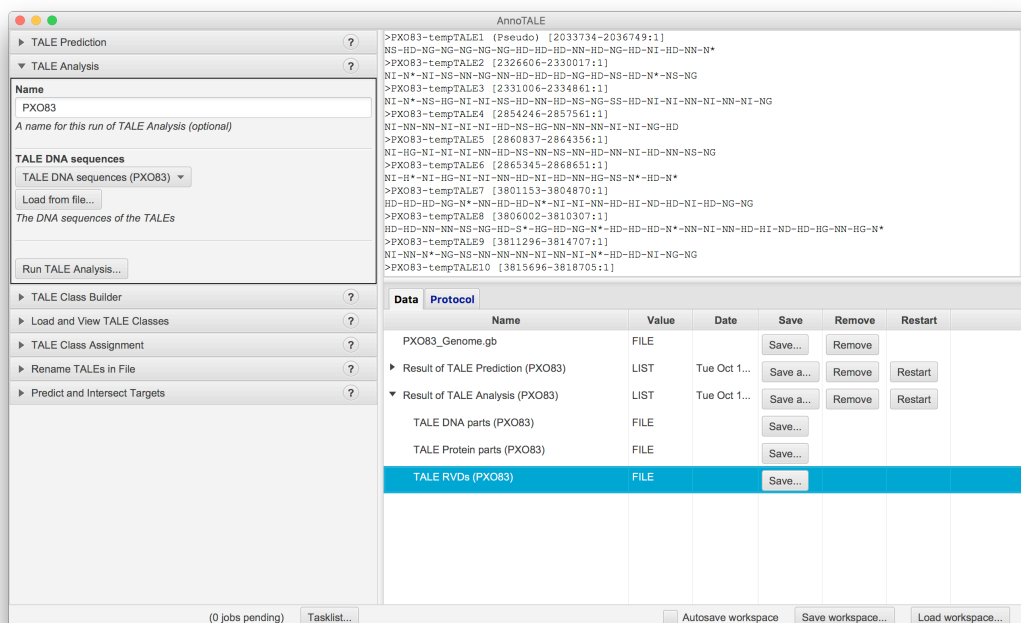 AnnoTALE
TALE Prediction ?
TALE Analysis ?
Name
PXO83
A name for this run of TALE Analysis (optional)
TALE DNA sequences
TALE DNA sequences (PXO83)
Load from file...
The DNA sequences of the TALEs
Run TALE Analysis...
TALE Class Builder ?
Load and View TALE Classes ?
TALE Class Assignment ?
Rename TALEs in File ?
Predict and Intersect Targets ?
>PXO83-tempTALE1 (Pseudo) [2033734-2036749:1]
NS-HD-NG-NG-NG-NG-NG-HD-HD-HD-NN-HD-NG-HD-NI-HD-NN-N*
>PXO83-tempTALE2 [2326606-2330017:1]
NI-N*-NI-NS-NN-NG-NN-HD-HD-HD-NG-HD-NS-HD-N*-NS-NG
>PXO83-tempTALE3 [2331006-2334861:1]
NI-N*-NS-HG-NI-NI-NS-HD-NN-HD-NS-NG-SS-HD-NI-NI-NN-NI-NN-NI-NG
>PXO83-tempTALE4 [2854246-2857561:1]
NI-NN-NN-NI-NI-NI-HD-NS-HG-NN-NN-NN-NI-NI-NG-HD
>PXO83-tempTALE5 [2860837-2864356:1]
NI-HG-NI-NI-NI-NN-HD-NS-NN-NS-NN-HD-NN-NI-HD-NN-NS-NG
>PXO83-tempTALE6 [2865345-2868651:1]
NI-H*-NI-HG-NI-NI-NN-HD-NI-HD-NN-HG-NS-N*-HD-N*
>PXO83-tempTALE7 [3801153-3804870:1]
HD-HD-HD-NG-N*-NN-HD-HD-N*-NI-NI-NN-HD-HI-ND-HD-NI-HD-NG-NG
>PXO83-tempTALE8 [3806002-3810307:1]
HD-HD-NN-NN-NS-NG-HD-S*-HG-HD-NG-N*-HD-HD-HD-N*-NN-NI-NN-HD-HI-ND-HD-HG-NN-HG-N*
>PXO83-tempTALE9 [3811296-3814707:1]
NI-NN-N*-NG-NS-NN-NN-NN-NI-NN-NI-N*-HD-HD-NI-NG-NG
>PXO83-tempTALE10 [3815696-3818705:1]
Data Protocol
Name Value Date Save Remove Restart
PXO83_Genome.gb FILE Save... Remove
Result of TALE Prediction (PXO83) LIST Tue Oct 1... Save a... Remove Restart
Result of TALE Analysis (PXO83) LIST Tue Oct 1... Save a... Remove Restart
TALE DNA parts (PXO83) FILE Save...
TALE Protein parts (PXO83) FILE Save...
TALE RVDs (PXO83) FILE Save...
(0 jobs pending) Tasklist... Autosave workspace Save workspace... Load workspace...